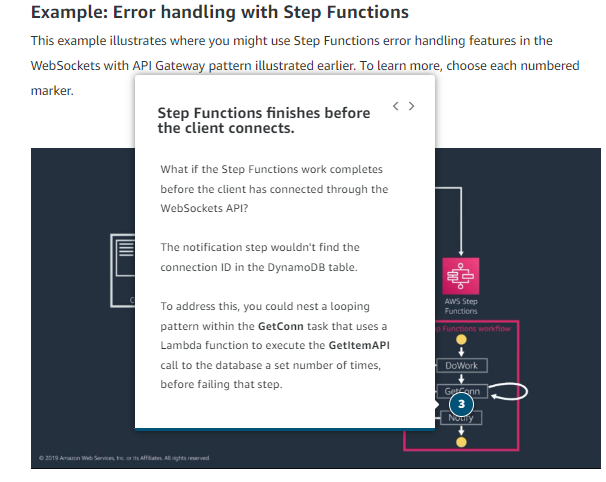 Example: Error handling with Step Functions
This example illustrates where you might use Step Functions error handling features in the
WebSockets with API Gateway pattern illustrated earlier. To learn more, choose each numbered
marker.
Step Functions finishes before
the client connects.
< >
What if the Step Functions work completes
before the client has connected through the
WebSockets API?
The notification step wouldn't find the
connection ID in the DynamoDB table.
To address this, you could nest a looping
pattern within the GetConn task that uses a
Lambda function to execute the GetItemAPI
call to the database a set number of times,
before failing that step.
AWS Step
Functions
p Functions workflow
DoWork
GetConn
3
Notify
C
© 2019 Amazon Web Services, Inc. or its Affiliates. All rights reserved.